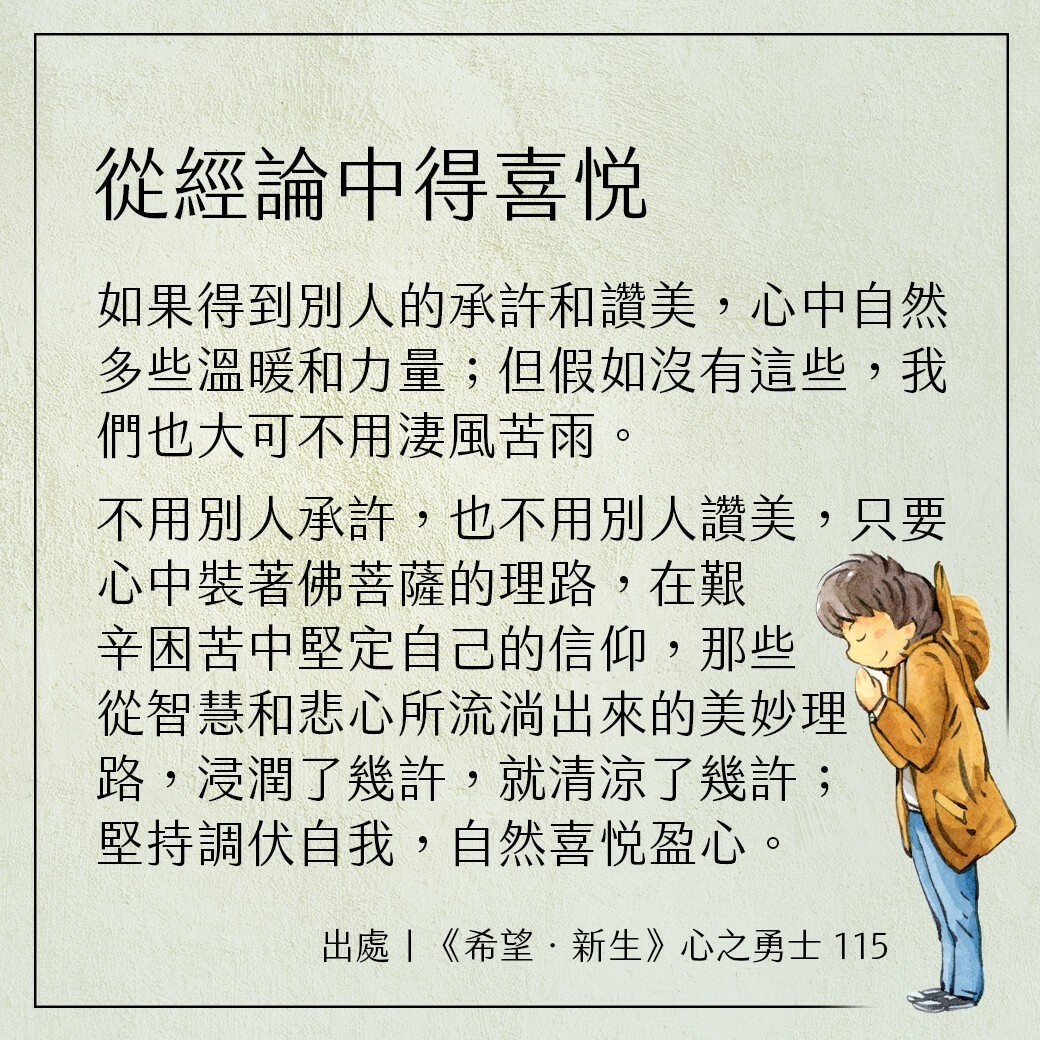 從經論中得喜悅
如果得到別人的承許和讚美，心中自然
多些溫暖和力量；但假如沒有這些，我
們也大可不用淒風苦雨。
不用別人承許，也不用別人讚美，只要
心中裝著佛菩薩的理路，在艱
辛困苦中堅定自己的信仰，那些
從智慧和悲心所流淌出來的美妙理
路，浸潤了幾許，就清涼了幾許；
堅持調伏自我，自然喜悅盈心。
出處｜《希望‧新生》心之勇士 115